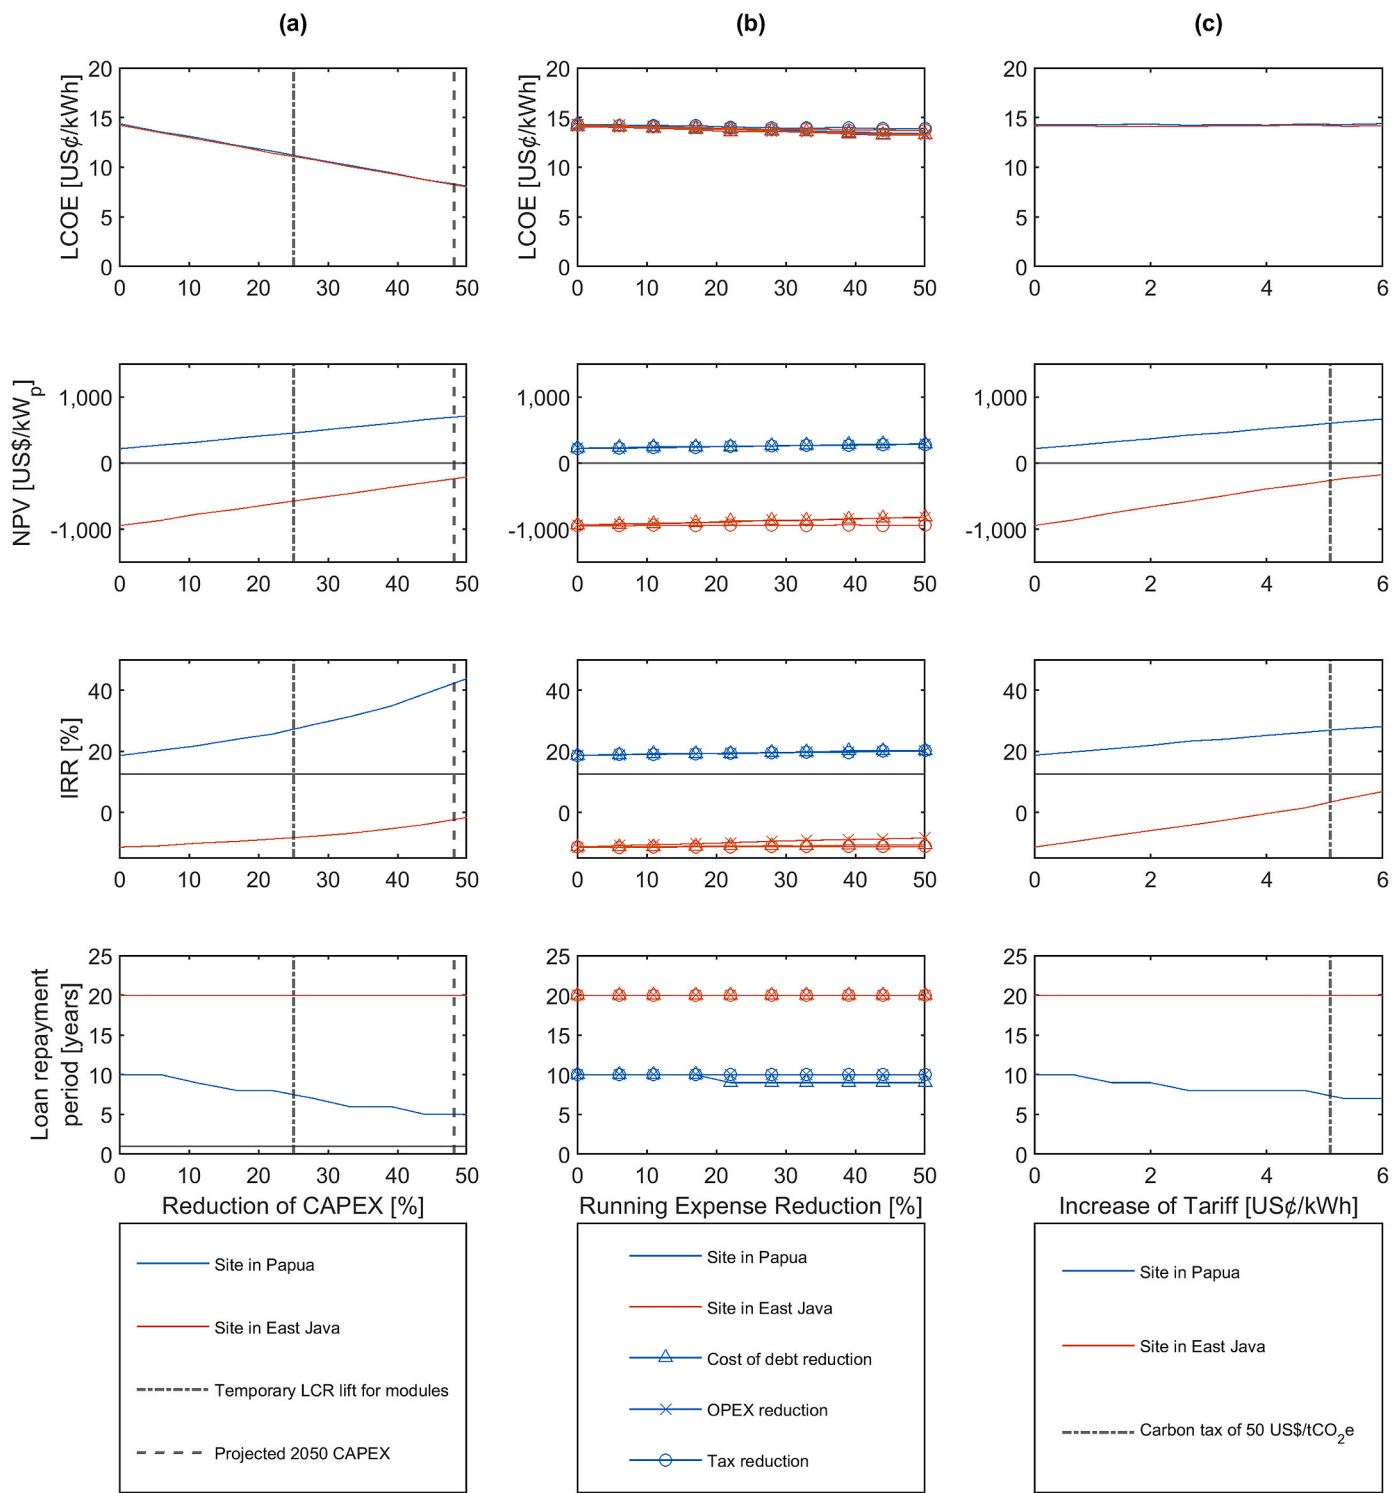 (a)
(b)
(c)
LCOE [US¢/kWh]
20
15
10
5
0
0 10 20 30 40 50
LCOE [US¢/kWh]
20
15
10
5
0
0 10 20 30 40 50
20
15
10
5
0
0 2 4 6
NPV [US$/kWp]
1,000
0
-1,000
0 10 20 30 40 50
1,000
0
-1,000
0 10 20 30 40 50
1,000
0
-1,000
0 2 4 6
IRR [%]
40
20
0
0 10 20 30 40 50
40
20
0
0 10 20 30 40 50
40
20
0
0 2 4 6
Loan repayment
period [years]
25
20
15
10
5
0
0 10 20 30 40 50
Reduction of CAPEX [%]
25
20
15
10
5
0
0 10 20 30 40 50
Running Expense Reduction [%]
25
20
15
10
5
0
0 2 4 6
Increase of Tariff [US¢/kWh]
Site in Papua
Site in East Java
Temporary LCR lift for modules
Projected 2050 CAPEX
Site in Papua
Site in East Java
Cost of debt reduction
OPEX reduction
Tax reduction
Site in Papua
Site in East Java
Carbon tax of 50 US$/tCO2e